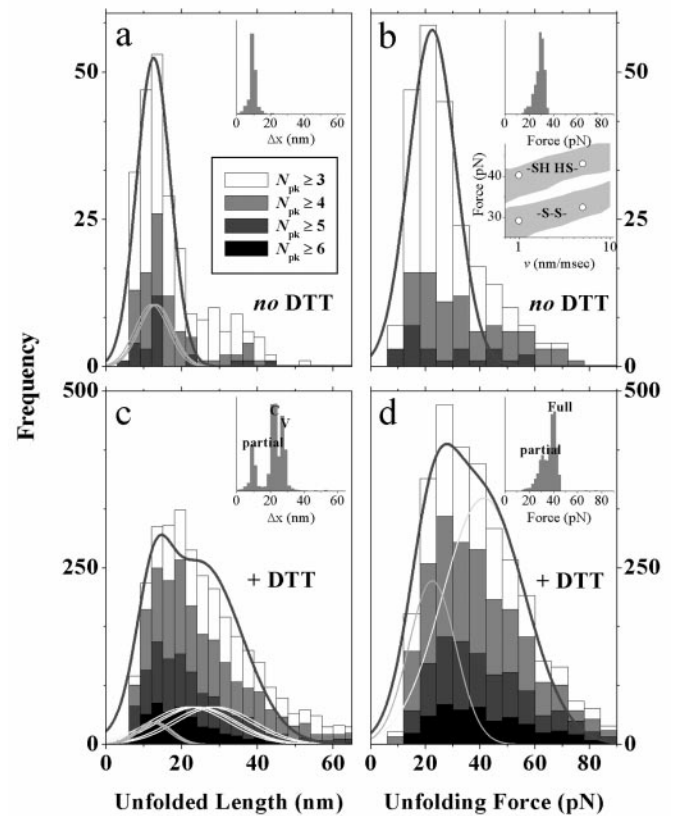 a
50
25
0
0 20 40 60
Δx (nm)
N pk ≥ 3
N pk ≥ 4
N pk ≥ 5
N pk ≥ 6
no DTT
b
50
25
0
0 20 40 60 80
Force (pN)
Force (pN)
40
30
-SH HS-
-S-S-
1 10
v (nm/msec)
no DTT
Frequency
c
500
250
0
partial
C
V
0 20 40 60
Δx (nm)
+ DTT
0 20 40 60
Unfolded Length (nm)
d
500
250
0
Full
partial
0 20 40 60 80
Force (pN)
+ DTT
0 20 40 60 80
Unfolding Force (pN)